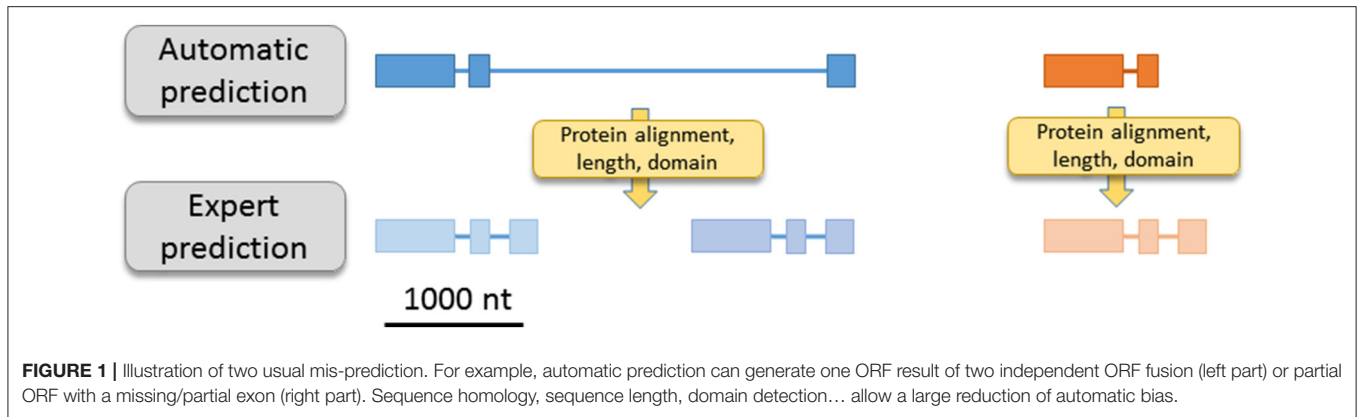 Automatic
prediction
Protein alignment,
length, domain
Protein alignment,
length, domain
Expert
prediction
1000 nt
FIGURE 1 | Illustration of two usual mis-prediction. For example, automatic prediction can generate one ORF result of two independent ORF fusion (left part) or partial
ORF with a missing/partial exon (right part). Sequence homology, sequence length, domain detection… allow a large reduction of automatic bias.